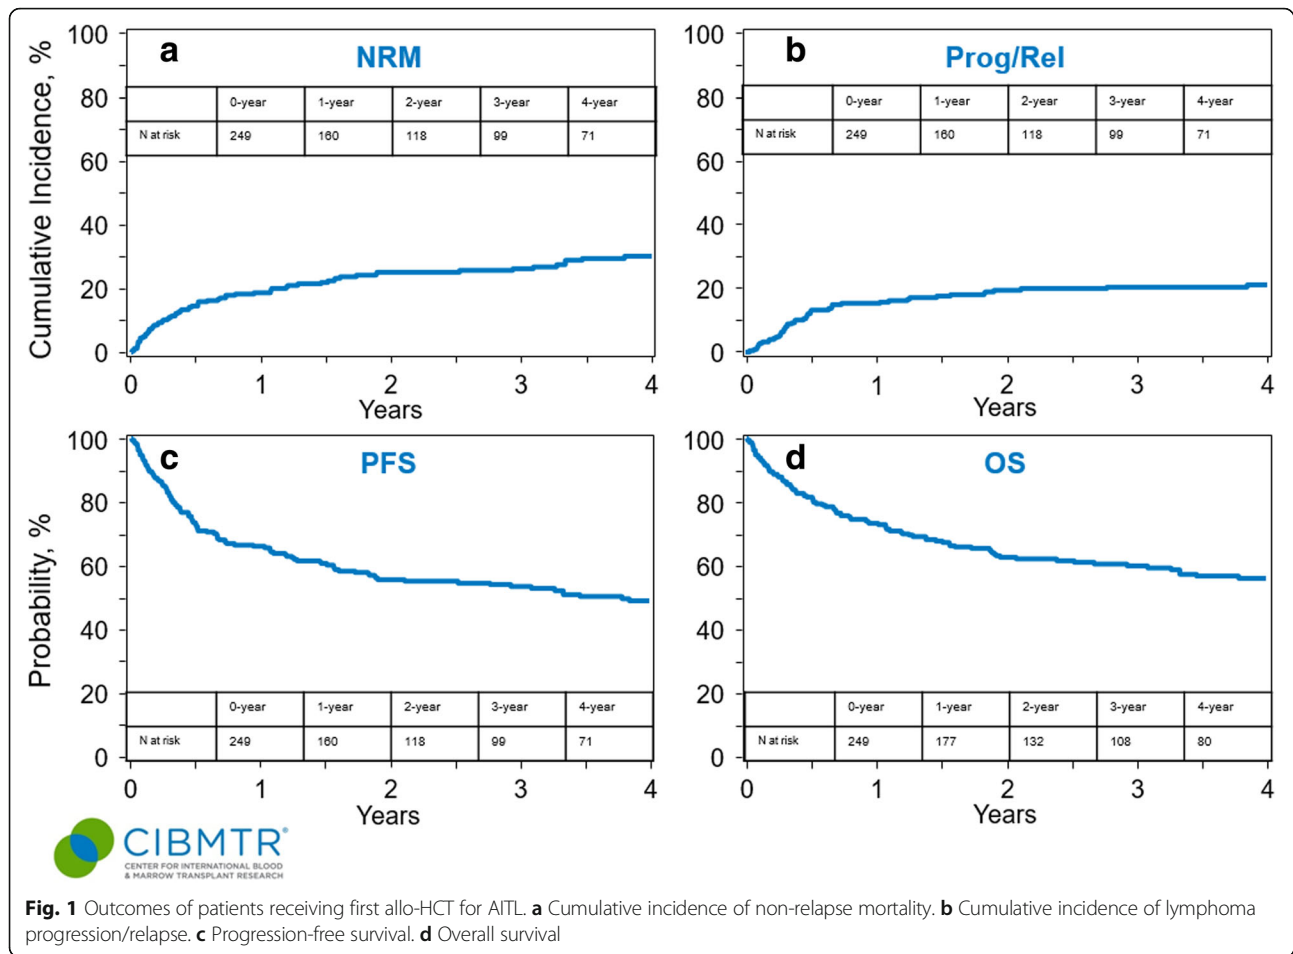 a
NRM
Cumulative Incidence, %
100
80
60
40
20
0
0-year 1-year 2-year 3-year 4-year
N at risk 249 160 118 99 71
0 1 2 3 4
Years
b
Prog/Rel
100
80
60
40
20
0
0-year 1-year 2-year 3-year 4-year
N at risk 249 160 118 99 71
0 1 2 3 4
Years
c
PFS
Probability, %
100
80
60
40
20
0
0-year 1-year 2-year 3-year 4-year
N at risk 249 160 118 99 71
0 1 2 3 4
Years
d
OS
100
80
60
40
20
0
0-year 1-year 2-year 3-year 4-year
N at risk 249 177 132 108 80
0 1 2 3 4
Years
CIBMTR®
CENTER FOR INTERNATIONAL BLOOD
& MARROW TRANSPLANT RESEARCH
Fig. 1 Outcomes of patients receiving first allo-HCT for AITL. a Cumulative incidence of non-relapse mortality. b Cumulative incidence of lymphoma
progression/relapse. c Progression-free survival. d Overall survival